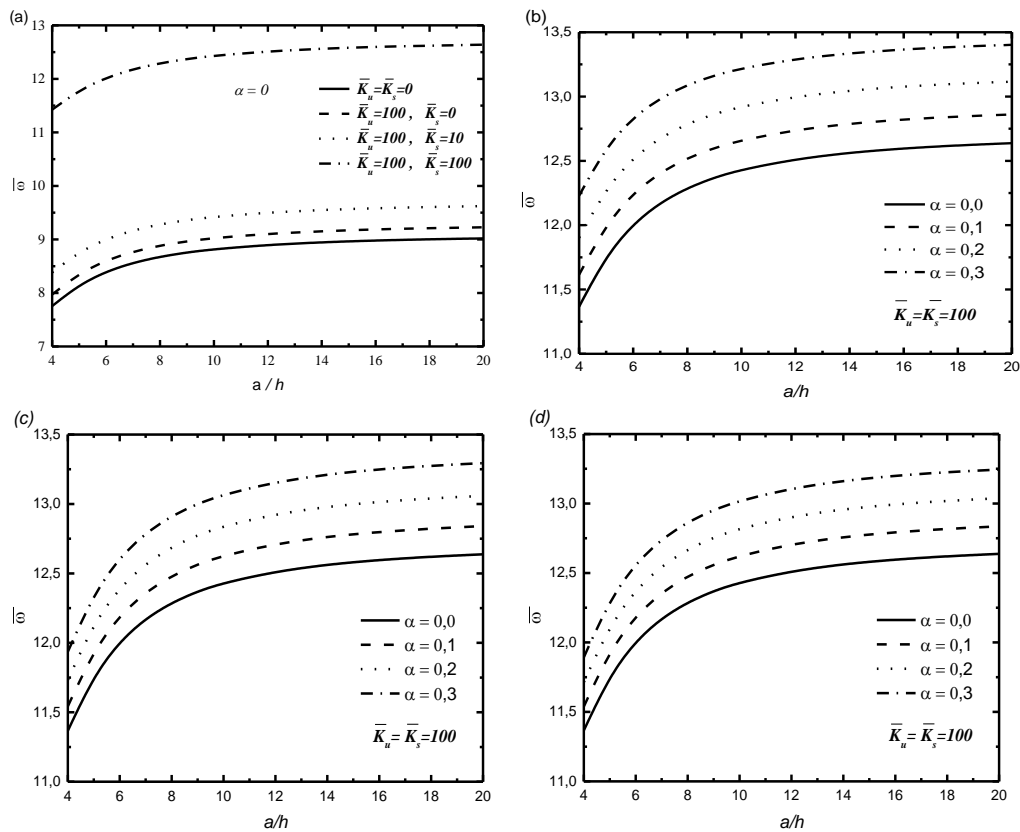 (a)
13
12
11
10
9
8
7
ω̅
α = 0
K̅u=K̅s=0
K̅u=100 , K̅s=0
K̅u=100 , K̅s=10
K̅u=100 , K̅s=100
4 6 8 10 12 14 16 18 20
a / h
(b)
13,5
13,0
12,5
12,0
11,5
11,0
ω̅
α = 0,0
α = 0,1
α = 0,2
α = 0,3
K̅u=K̅s=100
4 6 8 10 12 14 16 18 20
a/h
(c)
13,5
13,0
12,5
12,0
11,5
11,0
ω̅
α = 0,0
α = 0,1
α = 0,2
α = 0,3
K̅u= K̅s=100
4 6 8 10 12 14 16 18 20
a/h
(d)
13,5
13,0
12,5
12,0
11,5
11,0
ω̅
α = 0,0
α = 0,1
α = 0,2
α = 0,3
K̅u= K̅s=100
4 6 8 10 12 14 16 18 20
a/h